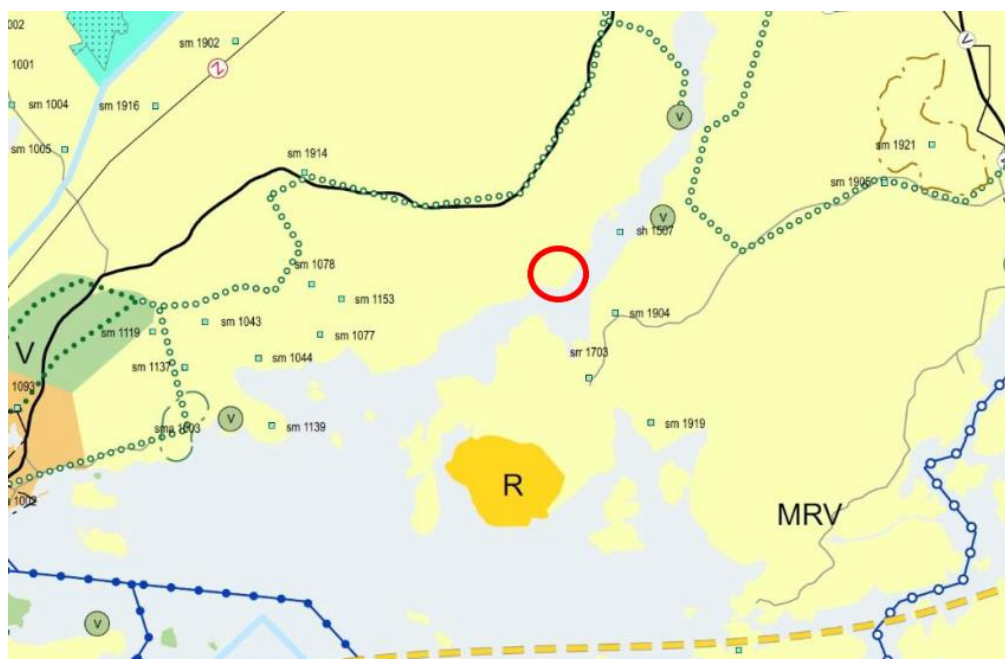 002
sm 1902
Z
1001
V
sm 1004
sm 1916
V
sm 1005
sm 1921
sm 1914
sm 1905
V
sh 1507
sm 1078
sm 1153
sm 1043
sm 1904
sm 1119
sm 1077
V
sm 1044
srr 1703
sm 1137
1093
V
sm 1139
sm 1919
R
1002
MRV
V